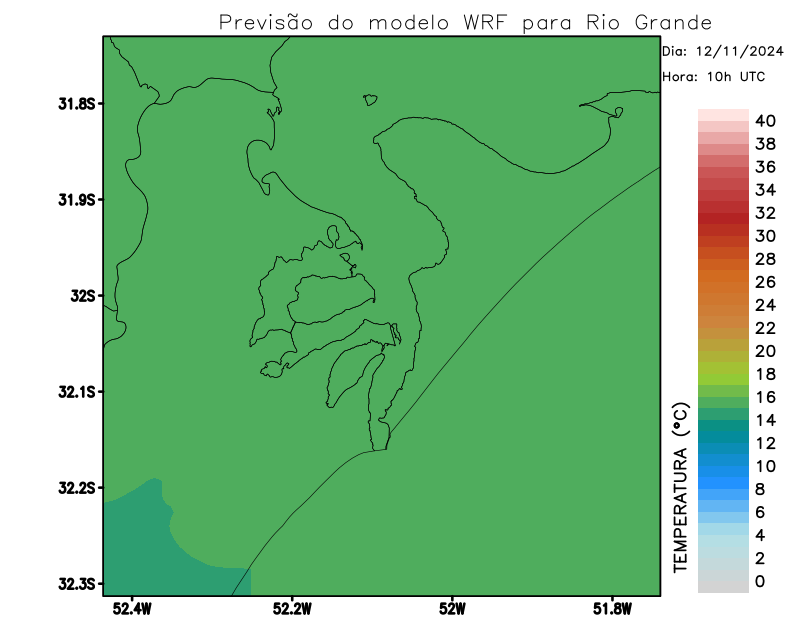 Previsão do modelo WRF para Rio Grande
Dia: 12/11/2024
Hora: 10h UTC
31.8S
31.9S
32S
32.1S
32.2S
32.3S
52.4W
52.2W
52W
51.8W
TEMPERATURA (°C)
40
38
36
34
32
30
28
26
24
22
20
18
16
14
12
10
8
6
4
2
0